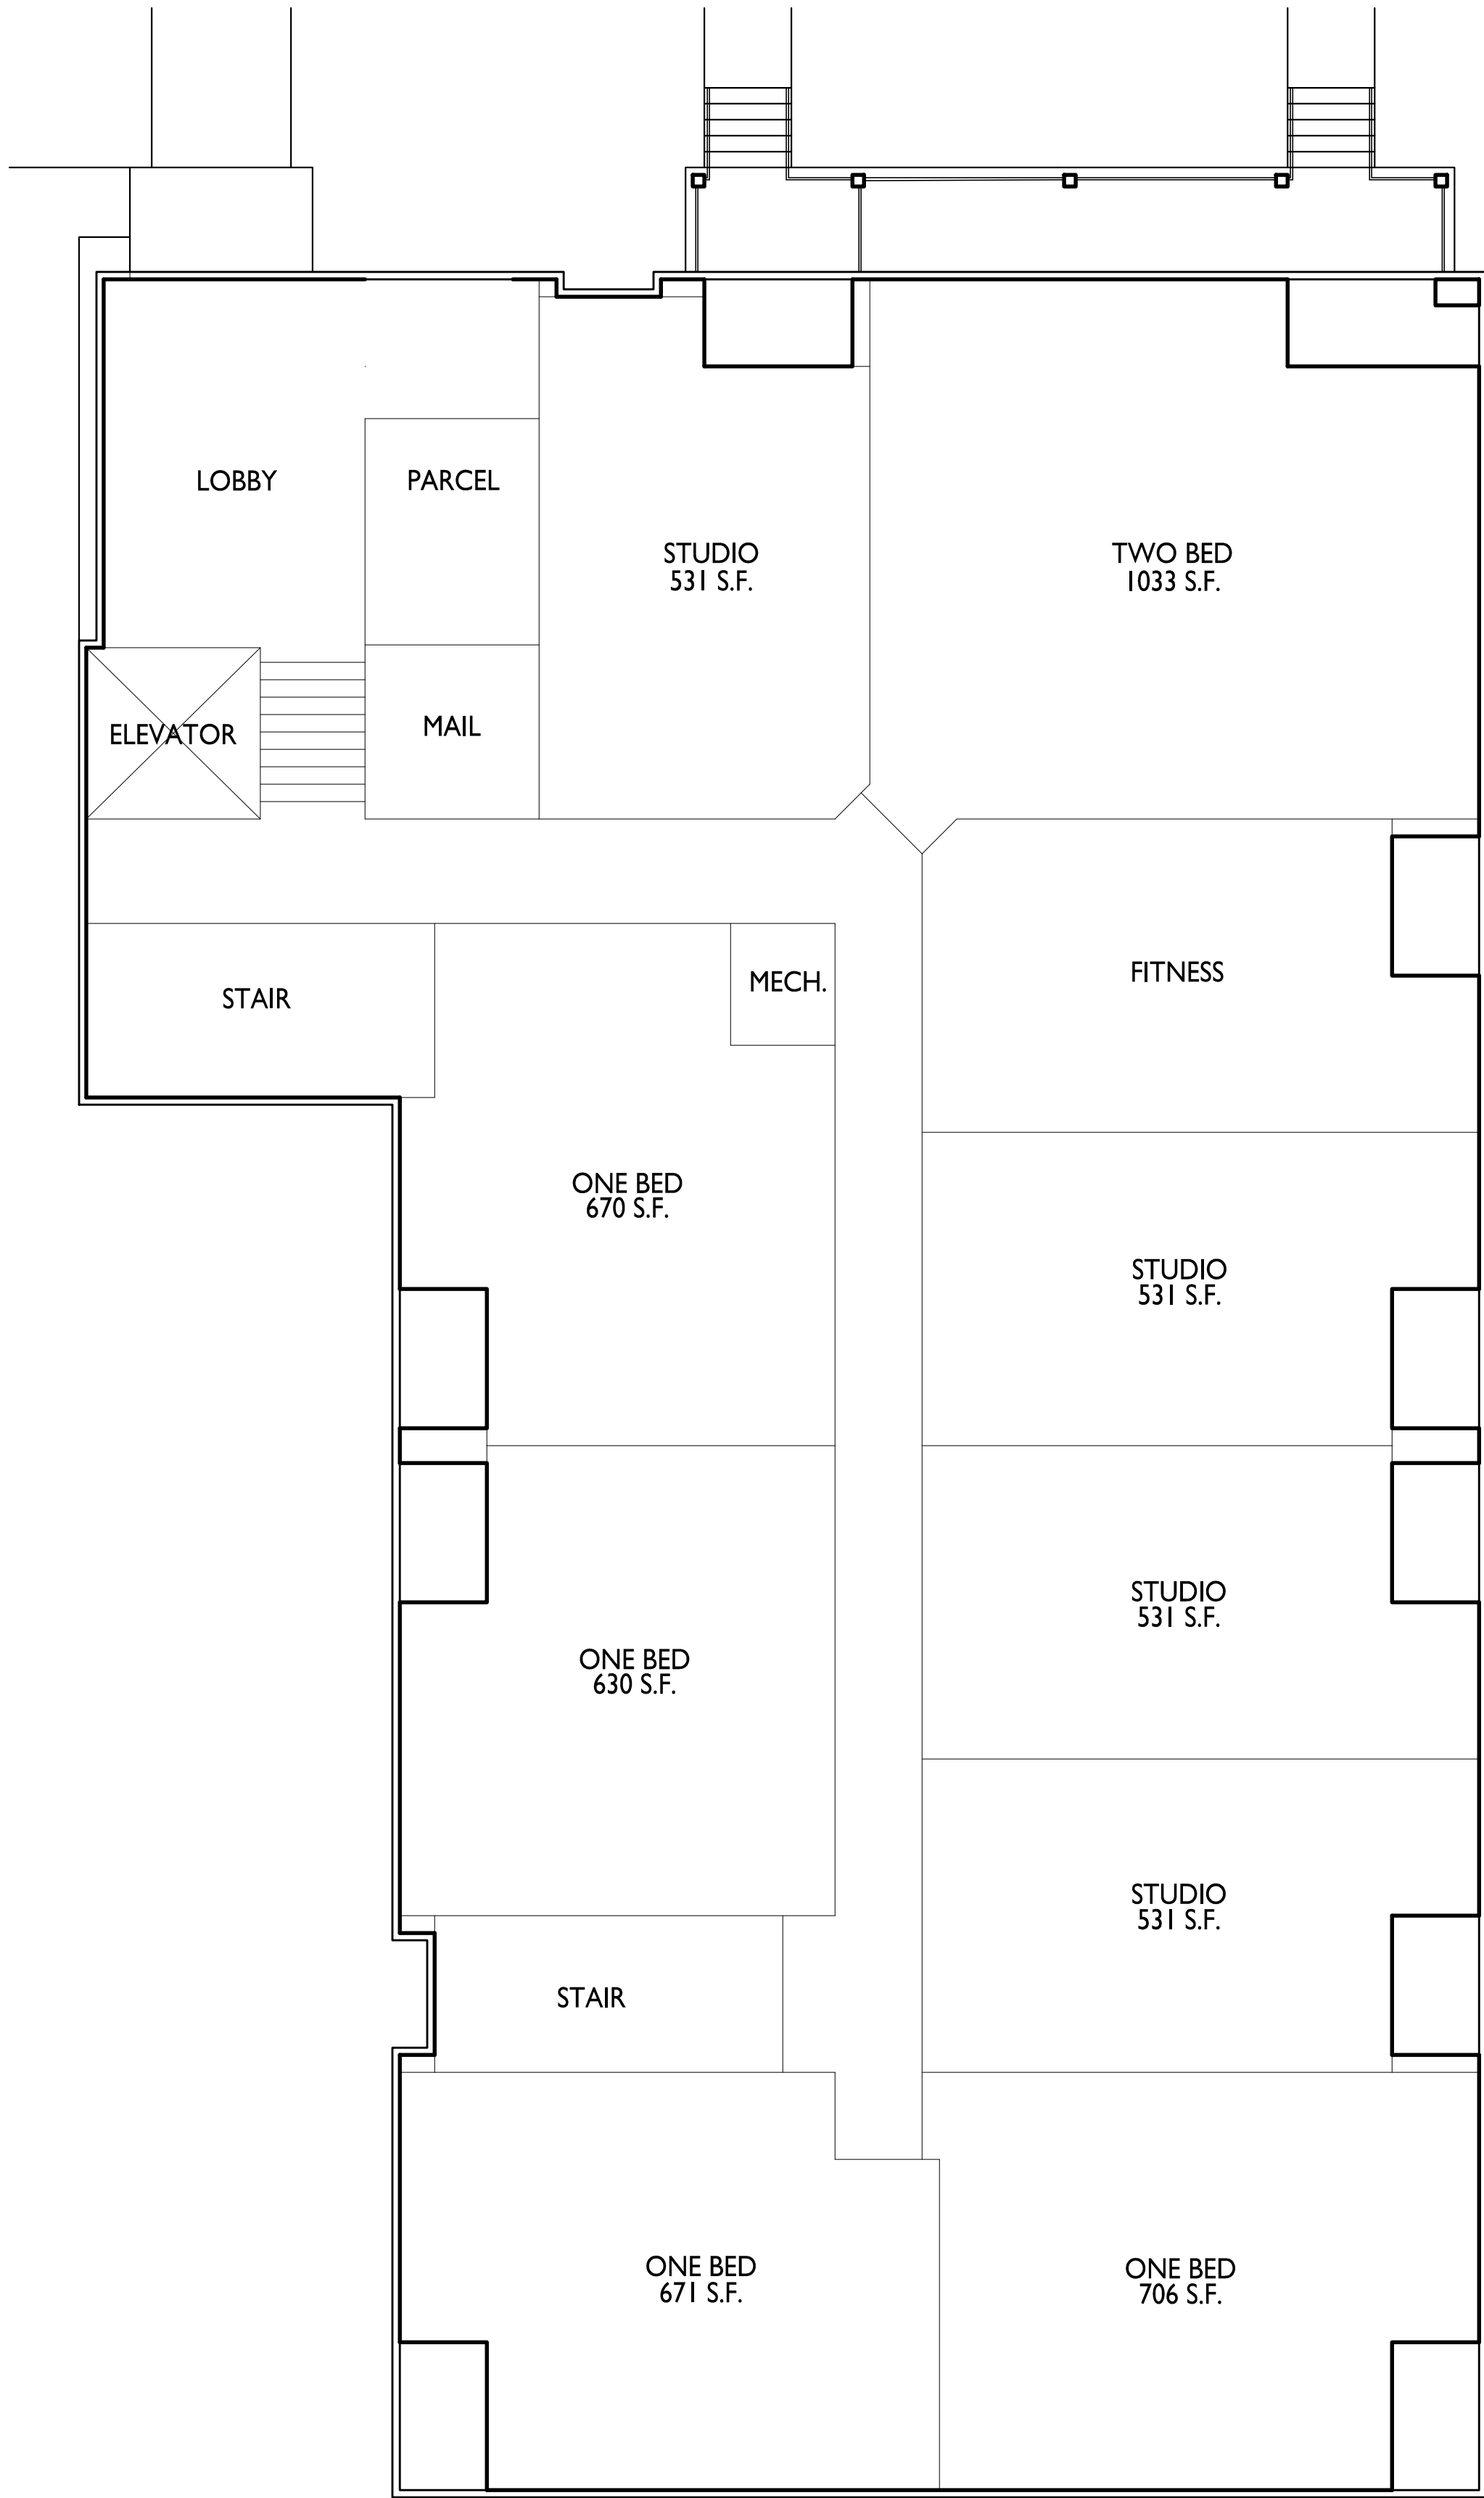 LOBBY
PARCEL
STUDIO
531 S.F.
TWO BED
1033 S.F.
ELEVATOR
MAIL
STAIR
MECH.
FITNESS
ONE BED
670 S.F.
STUDIO
531 S.F.
STUDIO
531 S.F.
ONE BED
630 S.F.
STUDIO
531 S.F.
STAIR
ONE BED
671 S.F.
ONE BED
706 S.F.